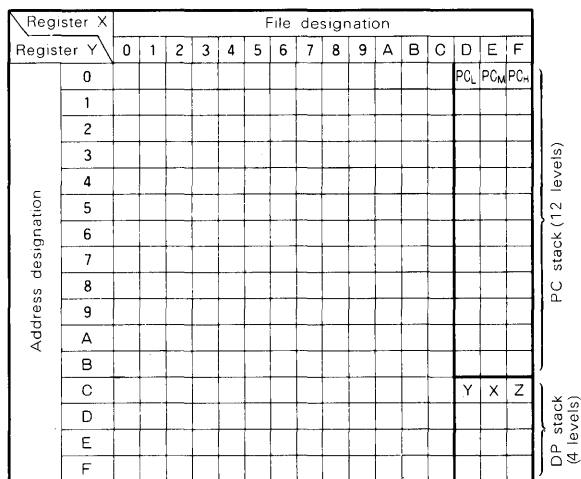 Register X
File designation
Register Y
0 1 2 3 4 5 6 7 8 9 A B C D E F
Address designation
0 PCL PCM PCH
1
2
3
4
5
6
7
8
9
A
B
PC stack (12 levels)
C Y X Z
D
E
F
DP stack
(4 levels)